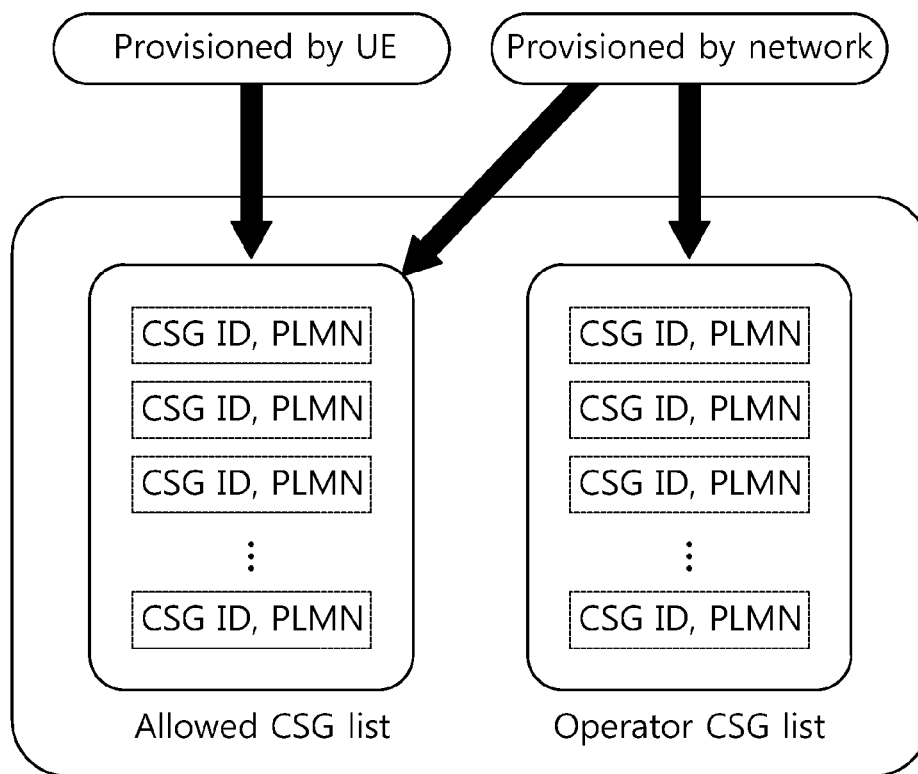 Provisioned by UE
Provisioned by network
CSG ID, PLMN
CSG ID, PLMN
CSG ID, PLMN
⋮
CSG ID, PLMN
Allowed CSG list
CSG ID, PLMN
CSG ID, PLMN
CSG ID, PLMN
⋮
CSG ID, PLMN
Operator CSG list